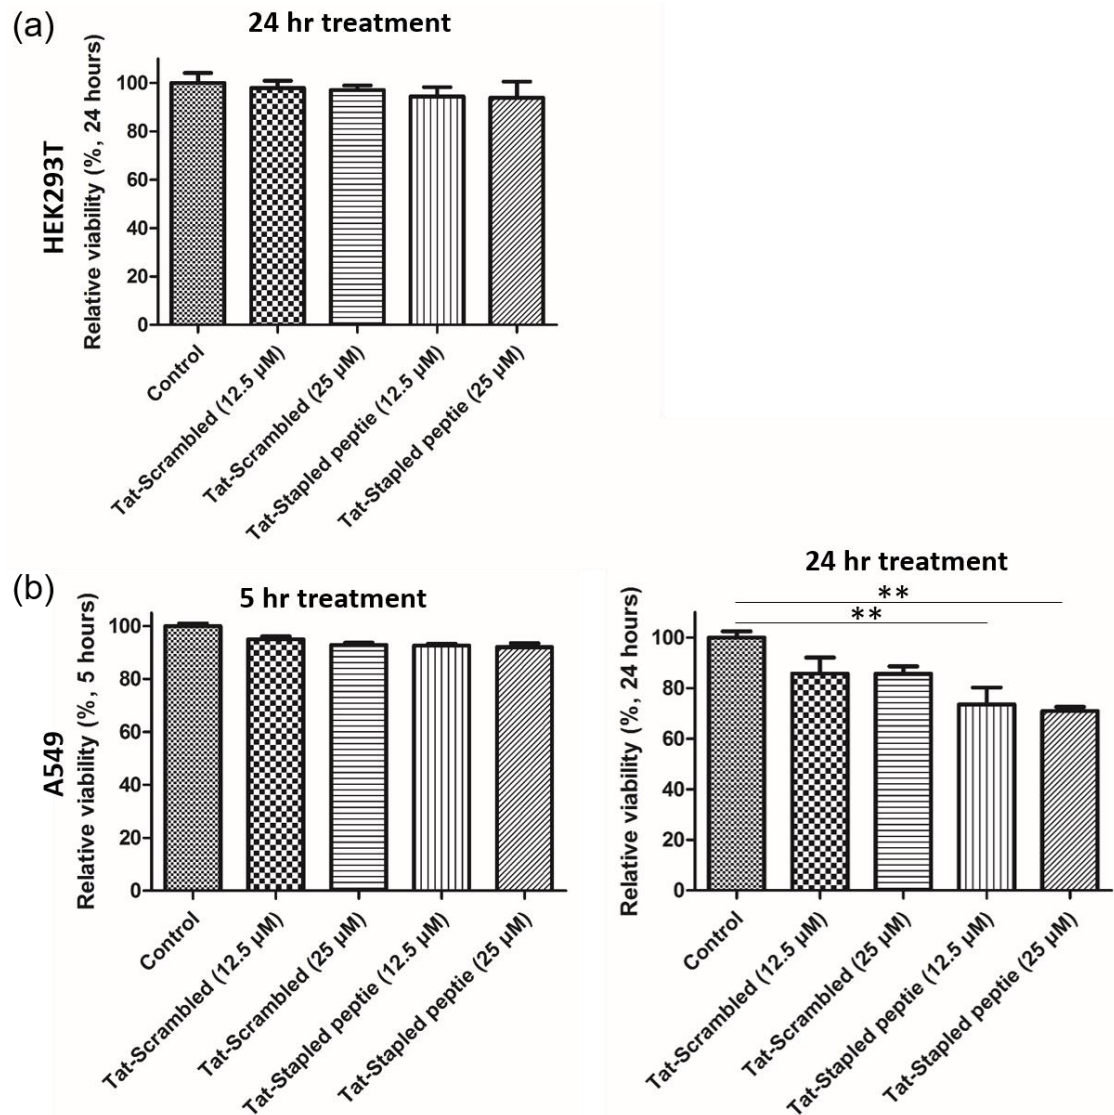 (a)
24 hr treatment
HEK293T
Relative viability (%, 24 hours)
100
80
60
40
20
0
Control
Tat-Scrambled (12.5 µM)
Tat-Scrambled (25 µM)
Tat-Stapled peptie (12.5 µM)
Tat-Stapled peptie (25 µM)
(b)
5 hr treatment
A549
Relative viability (%, 5 hours)
100
80
60
40
20
0
Control
Tat-Scrambled (12.5 µM)
Tat-Scrambled (25 µM)
Tat-Stapled peptie (12.5 µM)
Tat-Stapled peptie (25 µM)
24 hr treatment
**
**
Relative viability (%, 24 hours)
100
80
60
40
20
0
Control
Tat-Scrambled (12.5 µM)
Tat-Scrambled (25 µM)
Tat-Stapled peptie (12.5 µM)
Tat-Stapled peptie (25 µM)